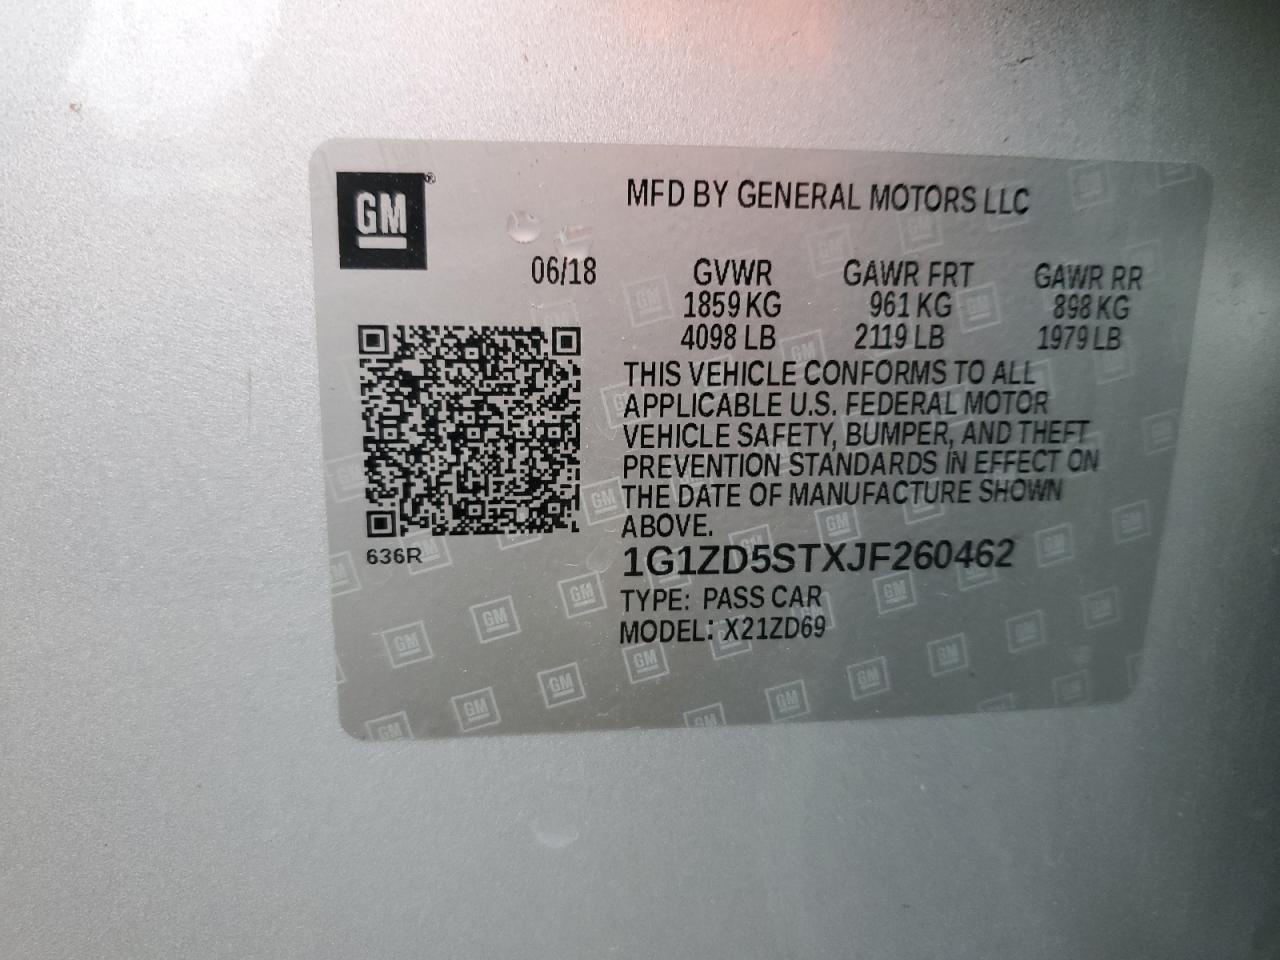 GM®
MFD BY GENERAL MOTORS LLC
06/18 GVWR GAWR FRT GAWR RR
1859 KG 961 KG 898 KG
4098 LB 2119 LB 1979 LB
THIS VEHICLE CONFORMS TO ALL
APPLICABLE U.S. FEDERAL MOTOR
VEHICLE SAFETY, BUMPER, AND THEFT
PREVENTION STANDARDS IN EFFECT ON
THE DATE OF MANUFACTURE SHOWN
ABOVE.
636R
1G1ZD5STXJF260462
TYPE: PASS CAR
MODEL: X21ZD69